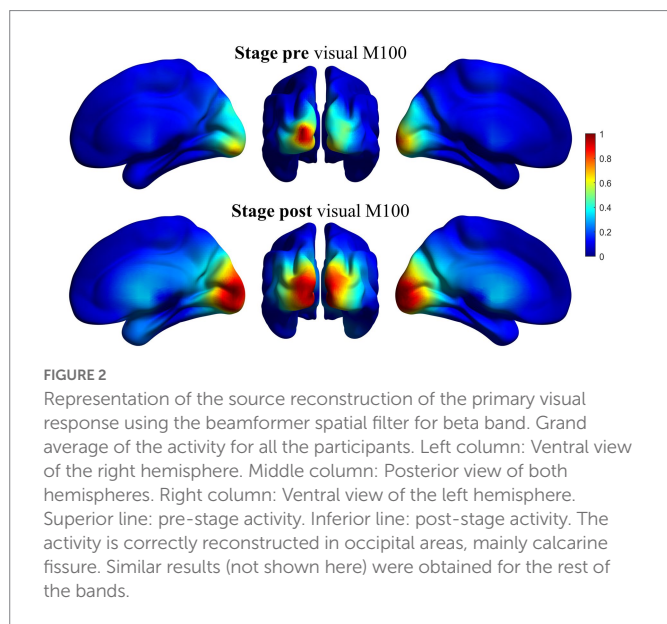 Stage pre visual M100
1
0.8
0.6
0.4
0.2
0
Stage post visual M100
FIGURE 2
Representation of the source reconstruction of the primary visual
response using the beamformer spatial filter for beta band. Grand
average of the activity for all the participants. Left column: Ventral view
of the right hemisphere. Middle column: Posterior view of both
hemispheres. Right column: Ventral view of the left hemisphere.
Superior line: pre-stage activity. Inferior line: post-stage activity. The
activity is correctly reconstructed in occipital areas, mainly calcarine
fissure. Similar results (not shown here) were obtained for the rest of
the bands.